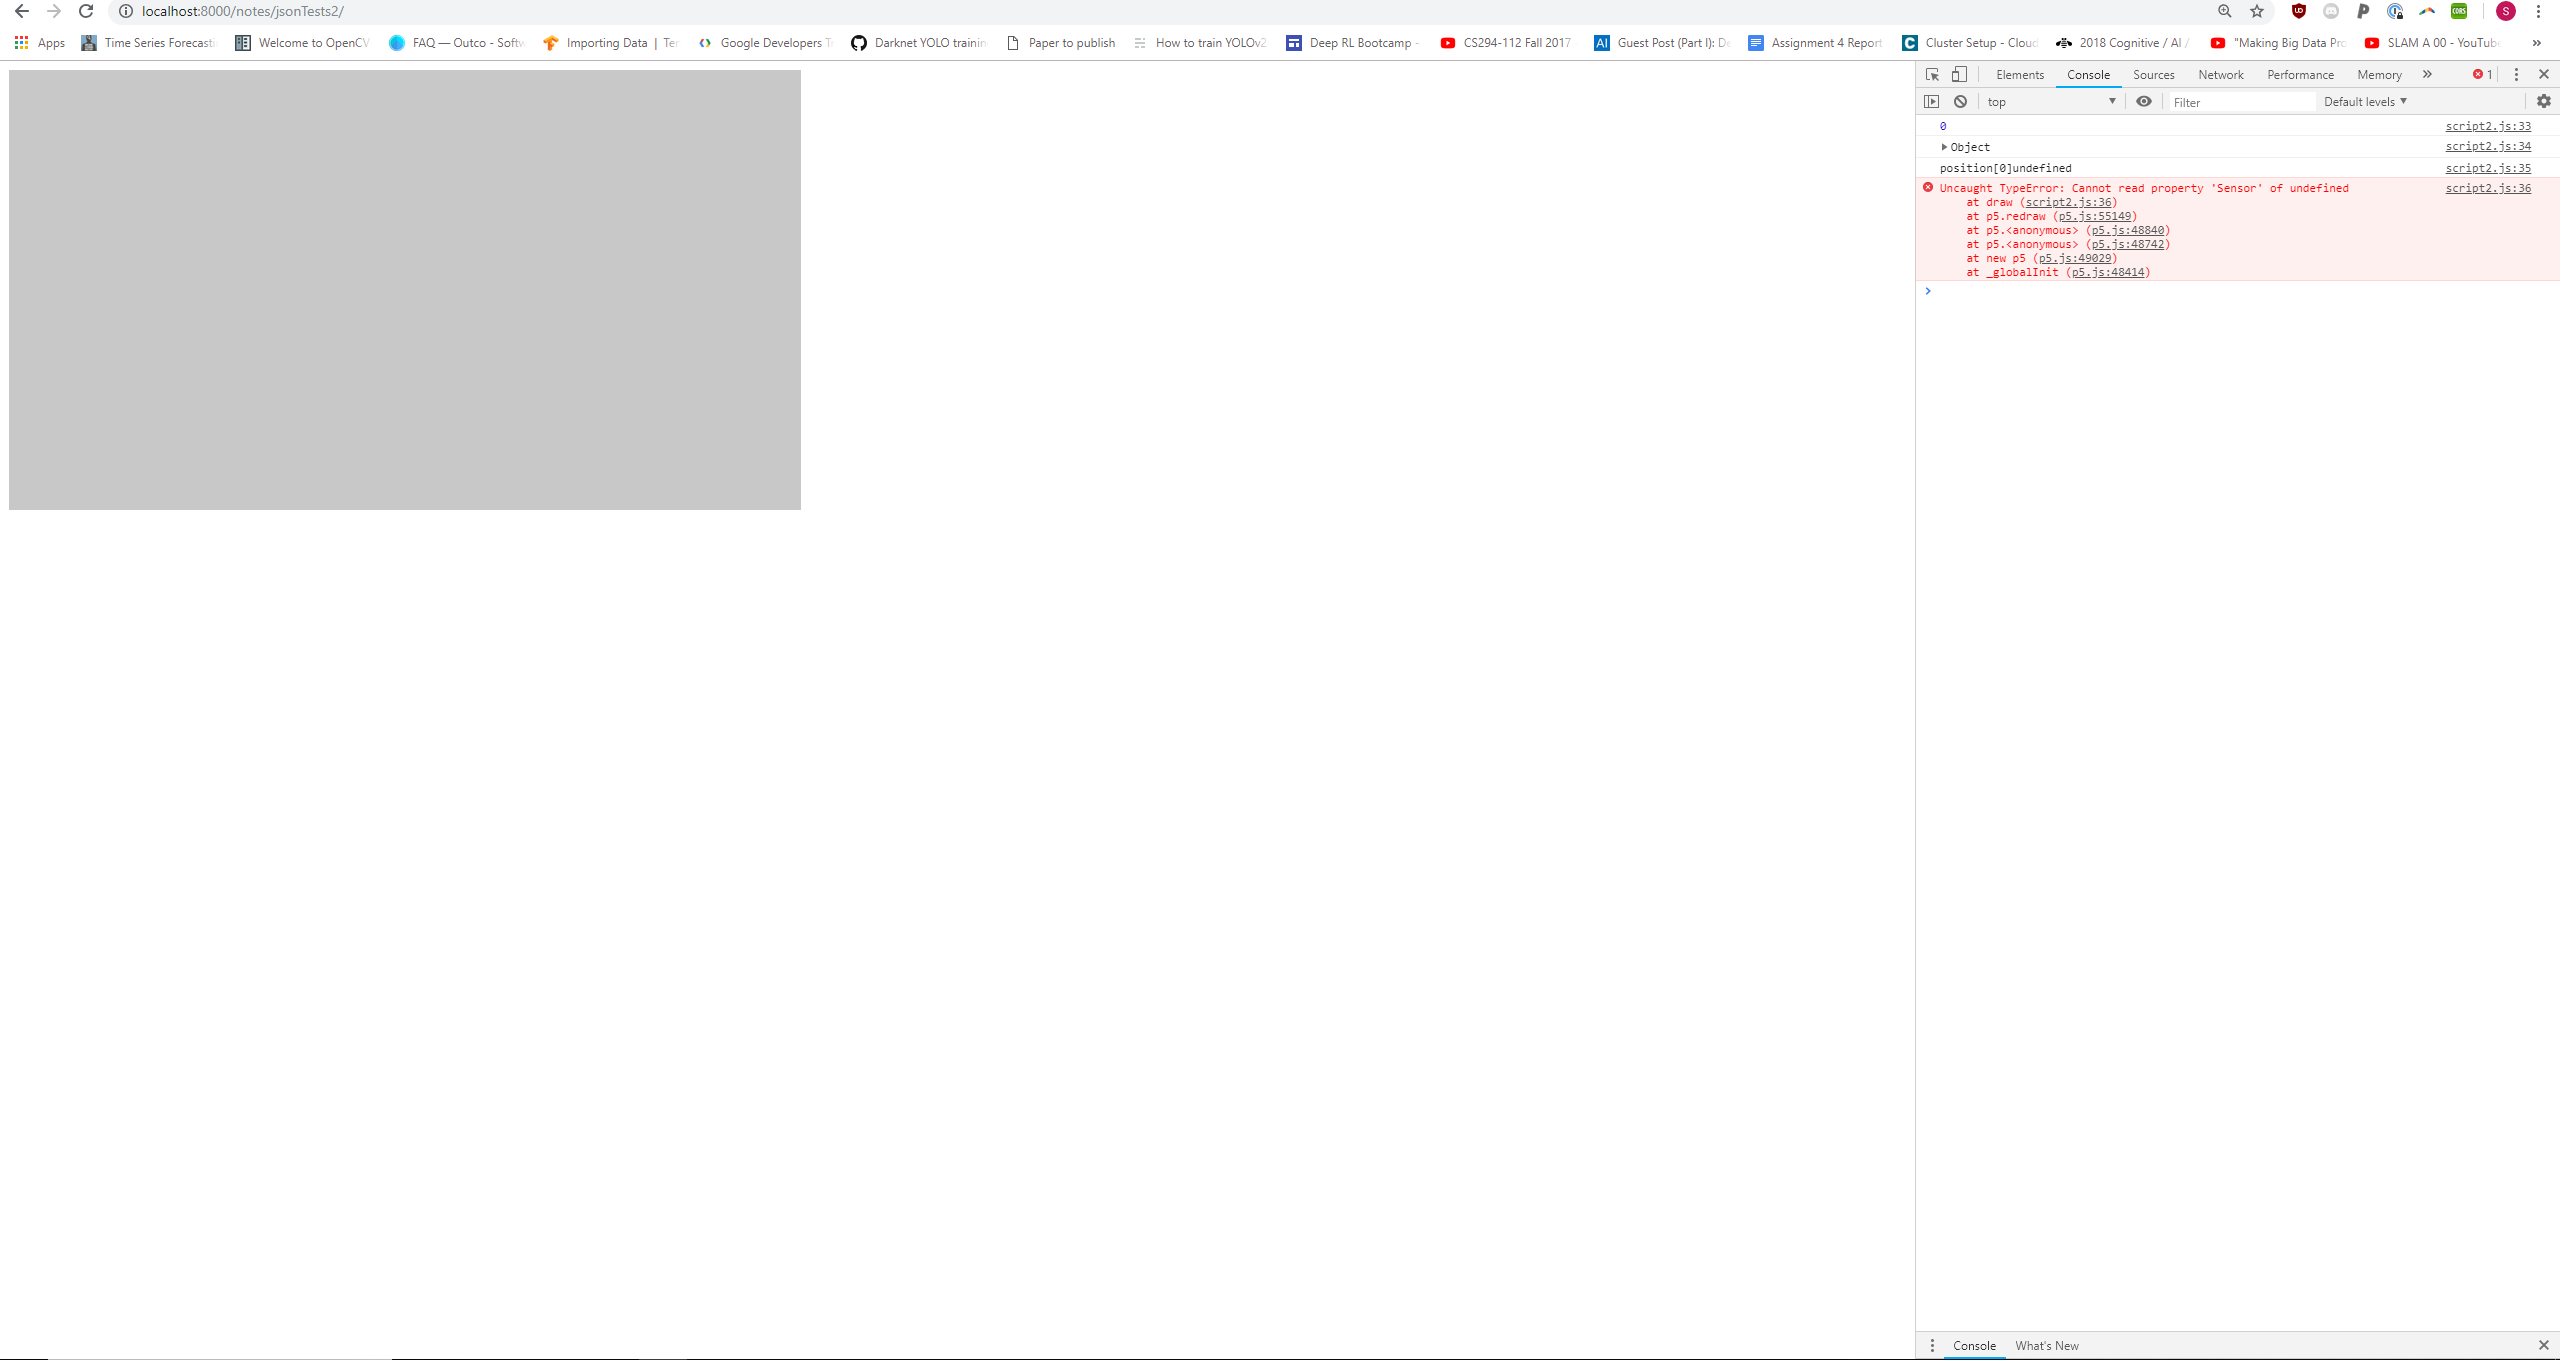 localhost:8000/notes/jsonTests2/
Apps Time Series Forecasti Welcome to OpenCV FAQ — Outco - Softw Importing Data | Ten Google Developers Tr Darknet YOLO trainin Paper to publish How to train YOLOv2 Deep RL Bootcamp - CS294-112 Fall 2017 AI Guest Post (Part I): De Assignment 4 Report C Cluster Setup - Cloud 2018 Cognitive / AI / "Making Big Data Pro SLAM A 00 - YouTube »
Elements Console Sources Network Performance Memory » 1
top Filter Default levels
0 script2.js:33
Object script2.js:34
position[0]undefined script2.js:35
Uncaught TypeError: Cannot read property 'Sensor' of undefined script2.js:36
at draw (script2.js:36)
at p5.redraw (p5.js:55149)
at p5.<anonymous> (p5.js:48840)
at p5.<anonymous> (p5.js:48742)
at new p5 (p5.js:49029)
at _globalInit (p5.js:48414)
Console What's New